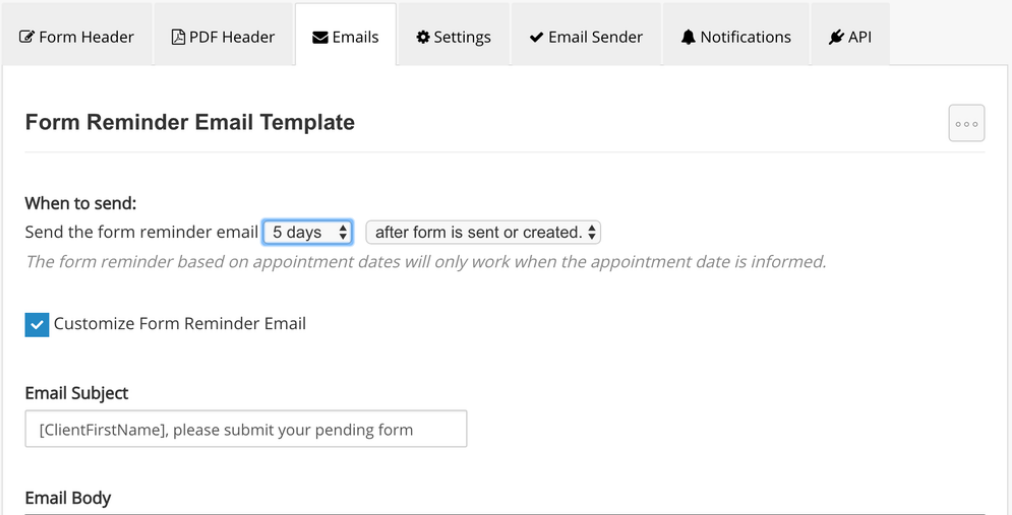 Form Header PDF Header Emails Settings Email Sender Notifications API
Form Reminder Email Template
When to send:
Send the form reminder email 5 days after form is sent or created.
The form reminder based on appointment dates will only work when the appointment date is informed.
Customize Form Reminder Email
Email Subject
[ClientFirstName], please submit your pending form
Email Body